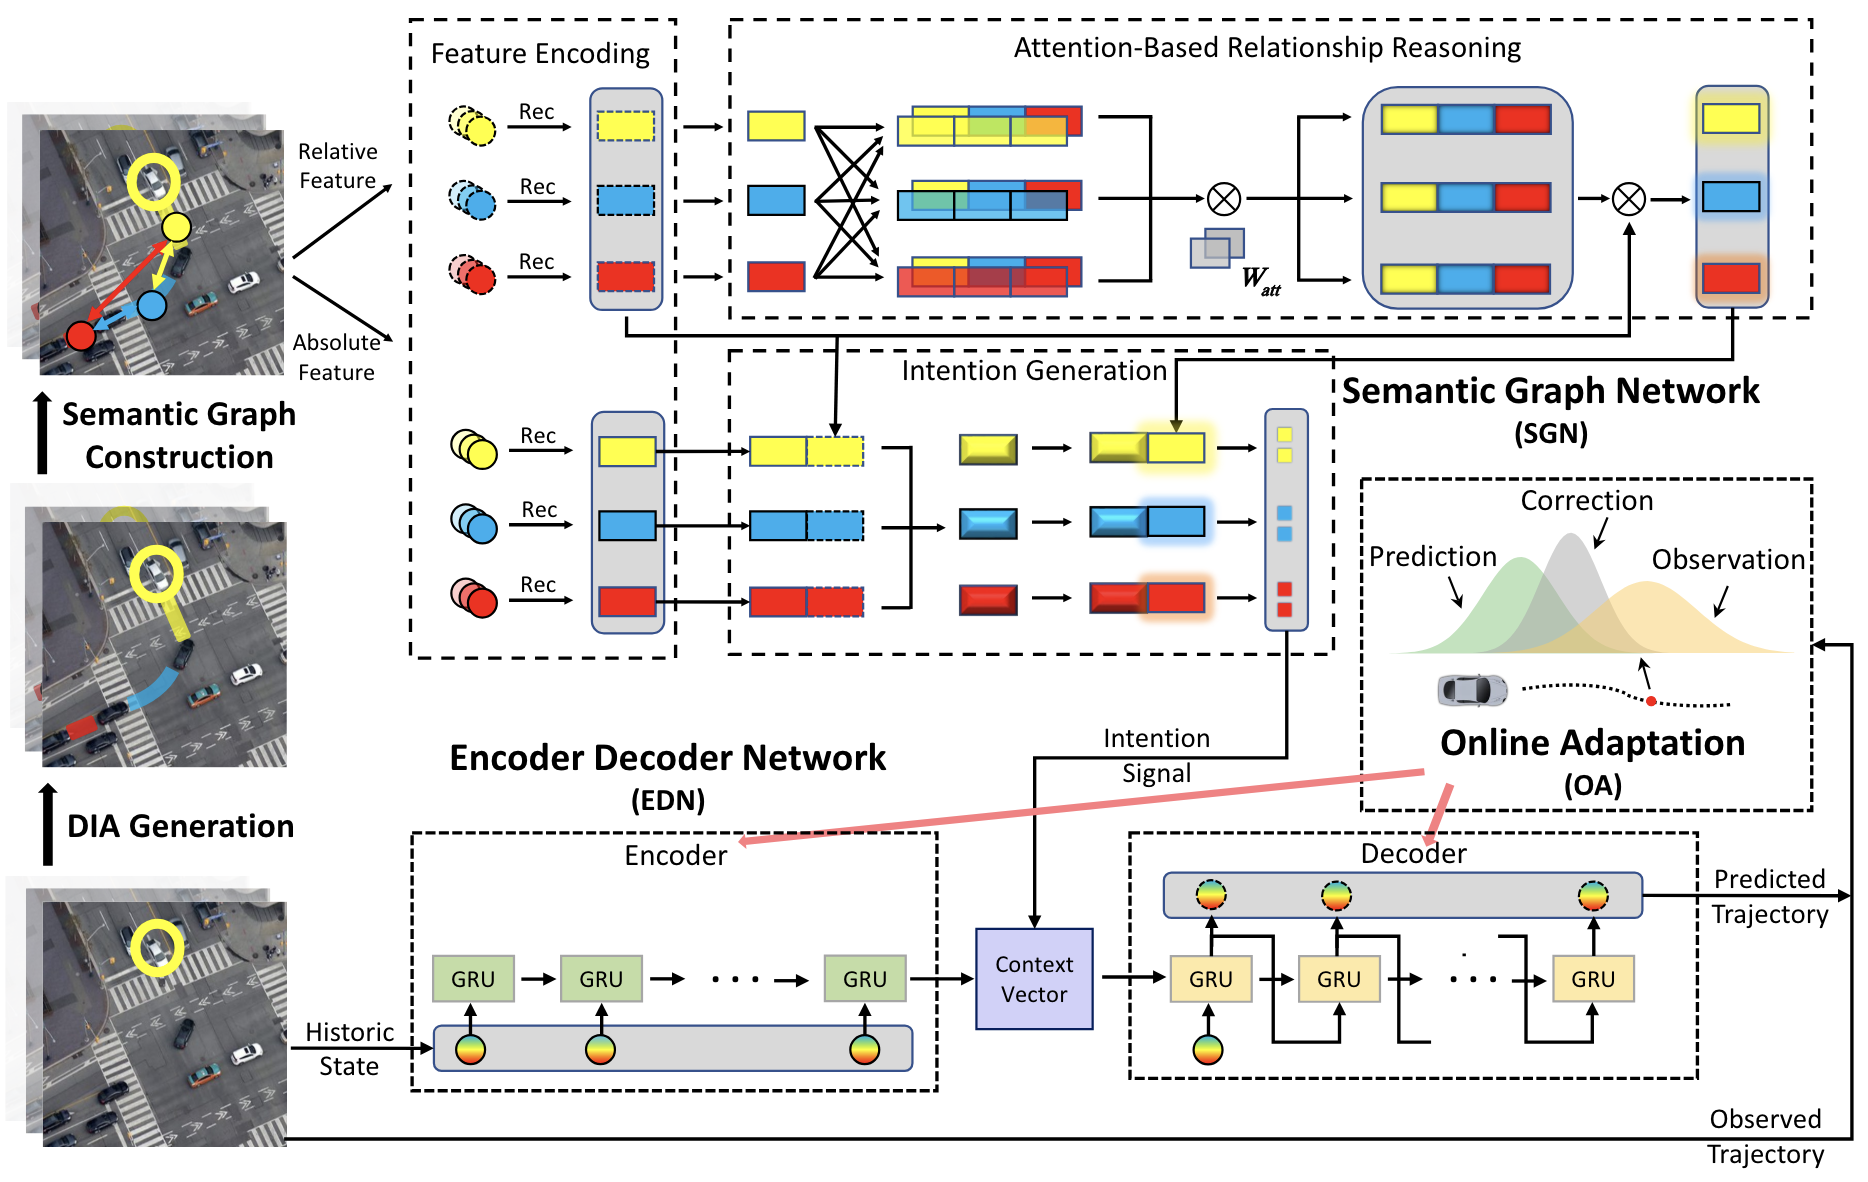 Feature Encoding
Attention-Based Relationship Reasoning
Rec
Rec
Rec
Relative
Feature
Absolute
Feature
W_att
Semantic Graph
Construction
Intention Generation
Rec
Rec
Rec
Semantic Graph Network
(SGN)
Correction
Prediction
Observation
Online Adaptation
(OA)
Intention
Signal
Encoder Decoder Network
(EDN)
DIA Generation
Encoder
Decoder
Predicted
Trajectory
GRU
GRU
. . .
GRU
Context
Vector
GRU
GRU
. . .
GRU
Historic
State
Observed
Trajectory